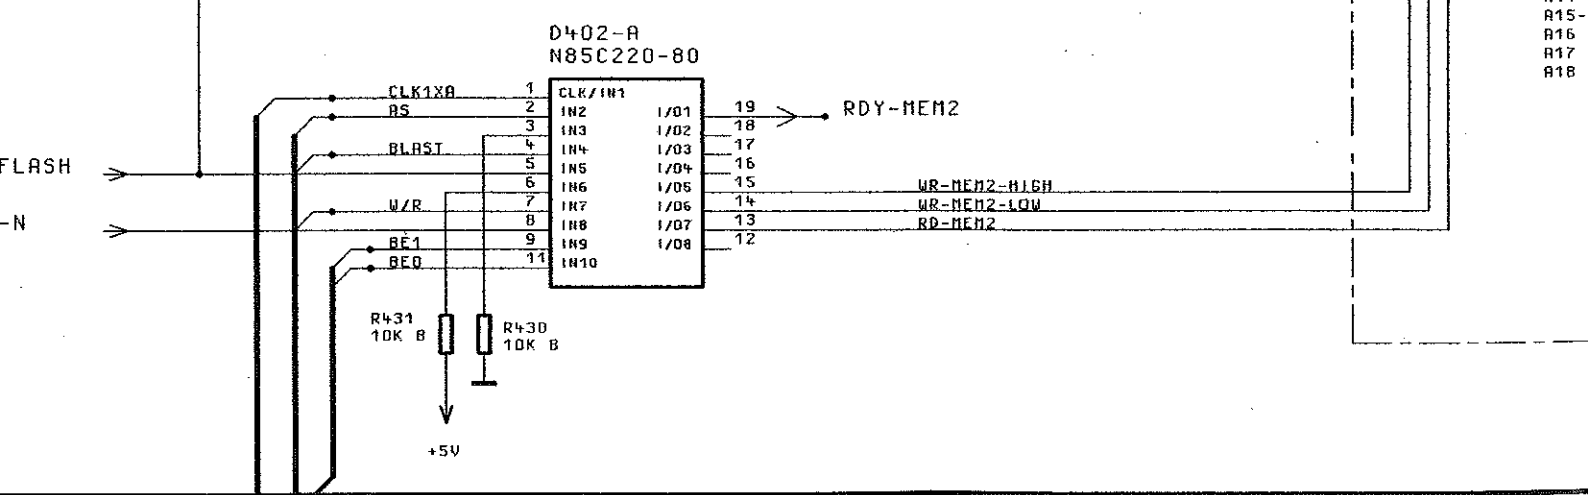 D402-A
N85C220-80
A15-
A16
A17
A18
CLK1XA 1 CLK/IN1
AS 2 IN2 I/O1 19 RDY-MEM2
3 IN3 I/O2 18
BLAST 4 IN4 I/O3 17
FLASH 5 IN5 I/O4 16
6 IN6 I/O5 15 WR-MEM2-HIGH
W/R 7 IN7 I/O6 14 WR-MEM2-LOW
-N 8 IN8 I/O7 13 RD-MEM2
BE1 9 IN9 I/O8 12
BE0 11 IN10
R431
10K B
R430
10K B
+5V